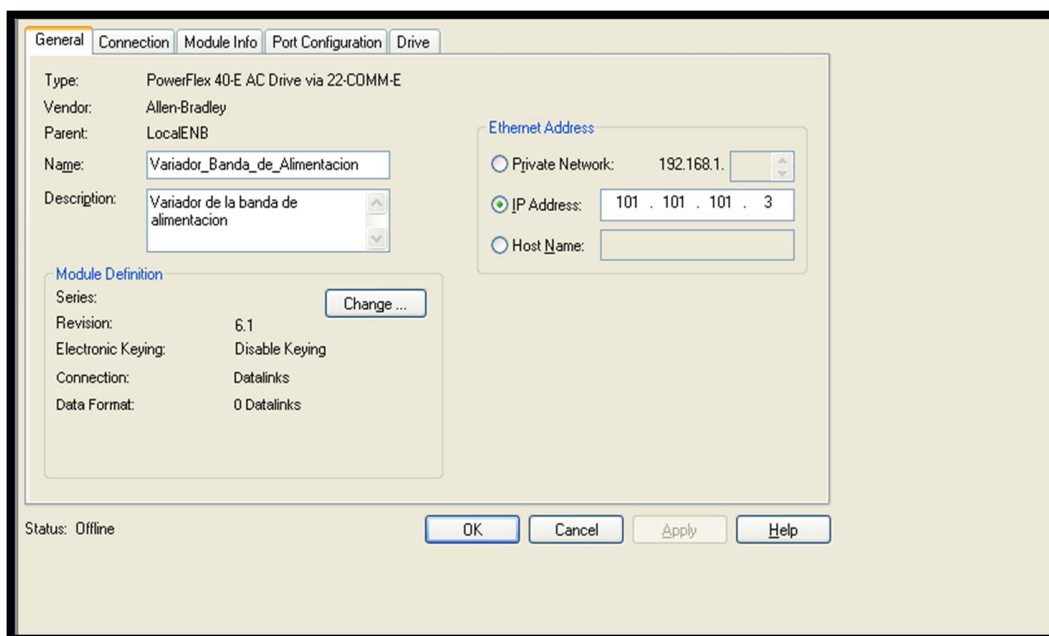 General Connection Module Info Port Configuration Drive
Type: PowerFlex 40-E AC Drive via 22-COMM-E
Vendor: Allen-Bradley
Parent: LocalENB
Name: Variador_Banda_de_Alimentacion
Description: Variador de la banda de
alimentacion
Ethernet Address
Private Network: 192.168.1.
IP Address: 101 . 101 . 101 . 3
Host Name:
Module Definition
Series:
Change ...
Revision: 6.1
Electronic Keying: Disable Keying
Connection: Datalinks
Data Format: 0 Datalinks
Status: Offline
OK Cancel Apply Help